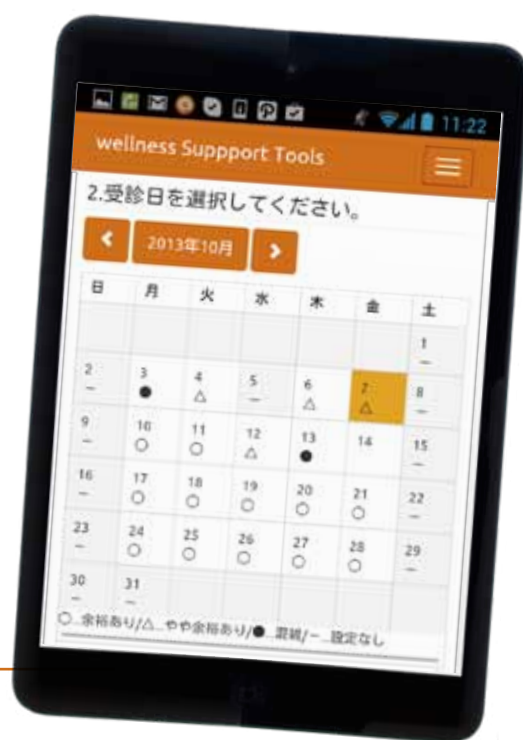 11:22
wellness Suppport Tools
2.受診日を選択してください。
2013年10月
日 月 火 水 木 金 土
1
－
2 3 4 5 6 7 8
－ ● △ － △ △ －
9 10 11 12 13 14 15
－ ○ ○ △ ● －
16 17 18 19 20 21 22
－ ○ ○ ○ ○ ○ －
23 24 25 26 27 28 29
－ ○ ○ ○ ○ ○ －
30 31
－ －
○…余裕あり/△…やや余裕あり/●…混雑/－…設定なし